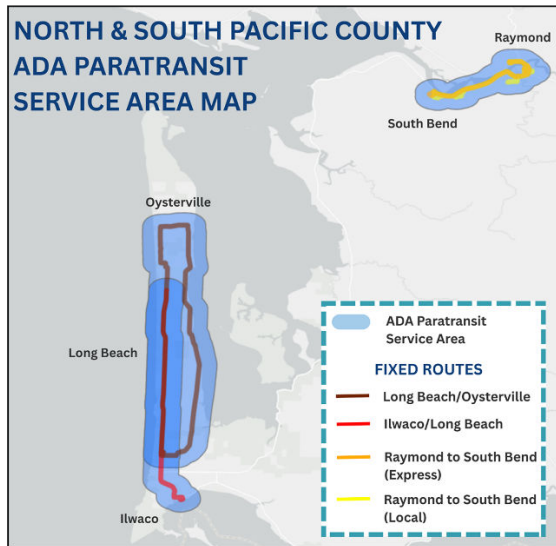 NORTH & SOUTH PACIFIC COUNTY
ADA PARATRANSIT
SERVICE AREA MAP
Raymond
South Bend
Oysterville
Long Beach
Ilwaco
ADA Paratransit
Service Area
FIXED ROUTES
Long Beach/Oysterville
Ilwaco/Long Beach
Raymond to South Bend
(Express)
Raymond to South Bend
(Local)